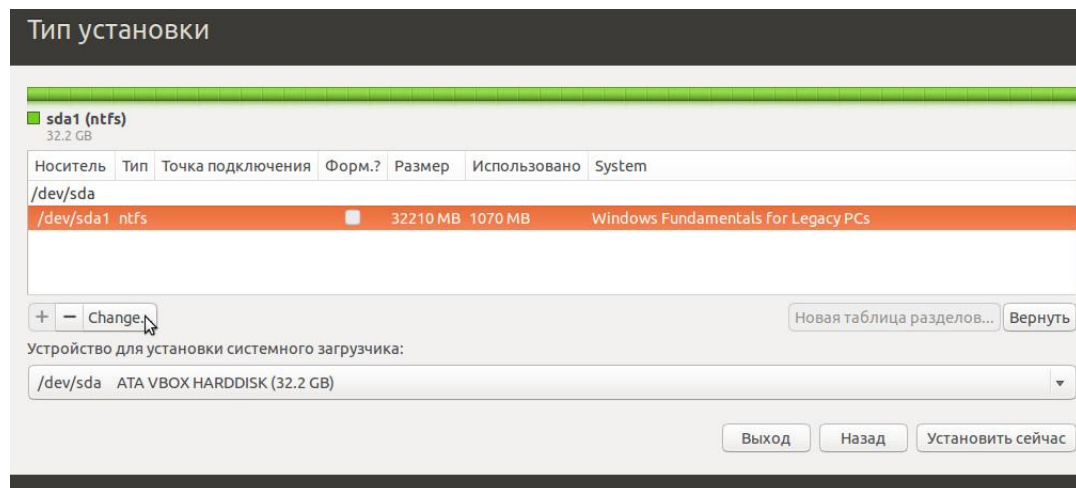 Тип установки
sda1 (ntfs)
32.2 GB
Носитель Тип Точка подключения Форм.? Размер Использовано System
/dev/sda
/dev/sda1 ntfs 32210 MB 1070 MB Windows Fundamentals for Legacy PCs
+ − Change... Новая таблица разделов... Вернуть
Устройство для установки системного загрузчика:
/dev/sda ATA VBOX HARDDISK (32.2 GB)
Выход Назад Установить сейчас